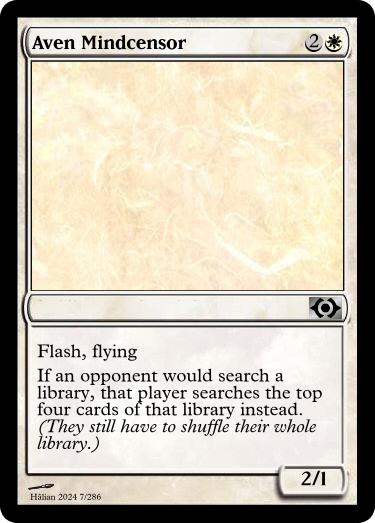 Aven Mindcensor 2
Flash, flying
If an opponent would search a
library, that player searches the top
four cards of that library instead.
(They still have to shuffle their whole
library.)
2/1
Hålian 2024 7/286